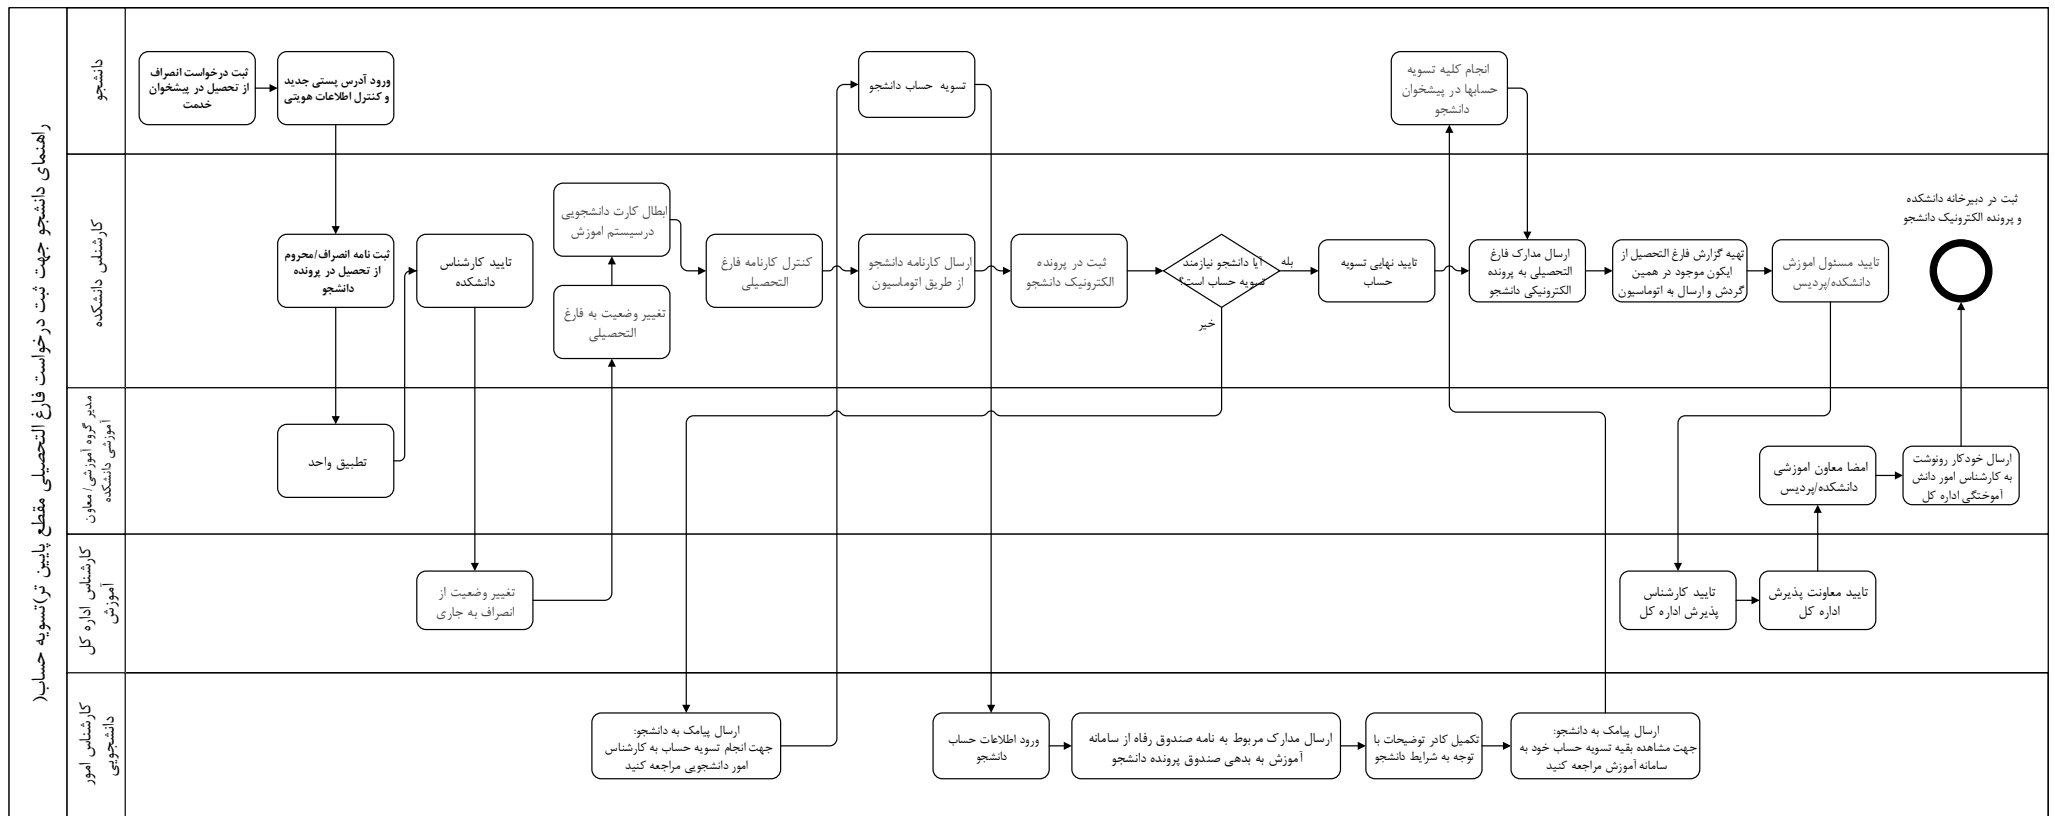 راهنمای دانشجو جهت ثبت درخواست فارغ التحصیلی مقطع پایین تر)تسویه حساب(
دانشجو
ثبت درخواست انصراف
از تحصیل در پیشخوان
خدمت
ورود آدرس پستی جدید
و کنترل اطلاعات هویتی
تسویه حساب دانشجو
انجام کلیه تسویه
حسابها در پیشخوان
دانشجو
کارشناس دانشکده
ثبت نامه انصراف/محروم
از تحصیل در پرونده
دانشجو
تایید کارشناس
دانشکده
ابطال کارت دانشجویی
درسیستم اموزش
تغییر وضعیت به فارغ
التحصیلی
کنترل کارنامه فارغ
التحصیلی
ارسال کارنامه دانشجو
از طریق اتوماسیون
ثبت در پرونده
الکترونیک دانشجو
آیا دانشجو نیازمند
تسویه حساب است؟
بله
خیر
تایید نهایی تسویه
حساب
ارسال مدارک فارغ
التحصیلی به پرونده
الکترونیکی دانشجو
تهیه گزارش فارغ التحصیل از
ایکون موجود در همین
گردش و ارسال به اتوماسیون
تایید مسئول اموزش
دانشکده/پردیس
ثبت در دبیرخانه دانشکده
و پرونده الکترونیک دانشجو
مدیر گروه آموزشی/ معاون
آموزشی دانشکده
تطبیق واحد
امضا معاون اموزشی
دانشکده/پردیس
ارسال خودکار رونوشت
به کارشناس امور دانش
آموختگی اداره کل
کارشناس اداره کل
آموزش
تغییر وضعیت از
انصراف به جاری
تایید کارشناس
پذیرش اداره کل
تایید معاونت پذیرش
اداره کل
کارشناس امور
دانشجویی
ارسال پیامک به دانشجو:
جهت انجام تسویه حساب به کارشناس
امور دانشجویی مراجعه کنید
ورود اطلاعات حساب
دانشجو
ارسال مدارک مربوط به نامه صندوق رفاه از سامانه
آموزش به بدهی صندوق پرونده دانشجو
تکمیل کادر توضیحات با
توجه به شرایط دانشجو
ارسال پیامک به دانشجو:
جهت مشاهده بقیه تسویه حساب خود به
سامانه آموزش مراجعه کنید